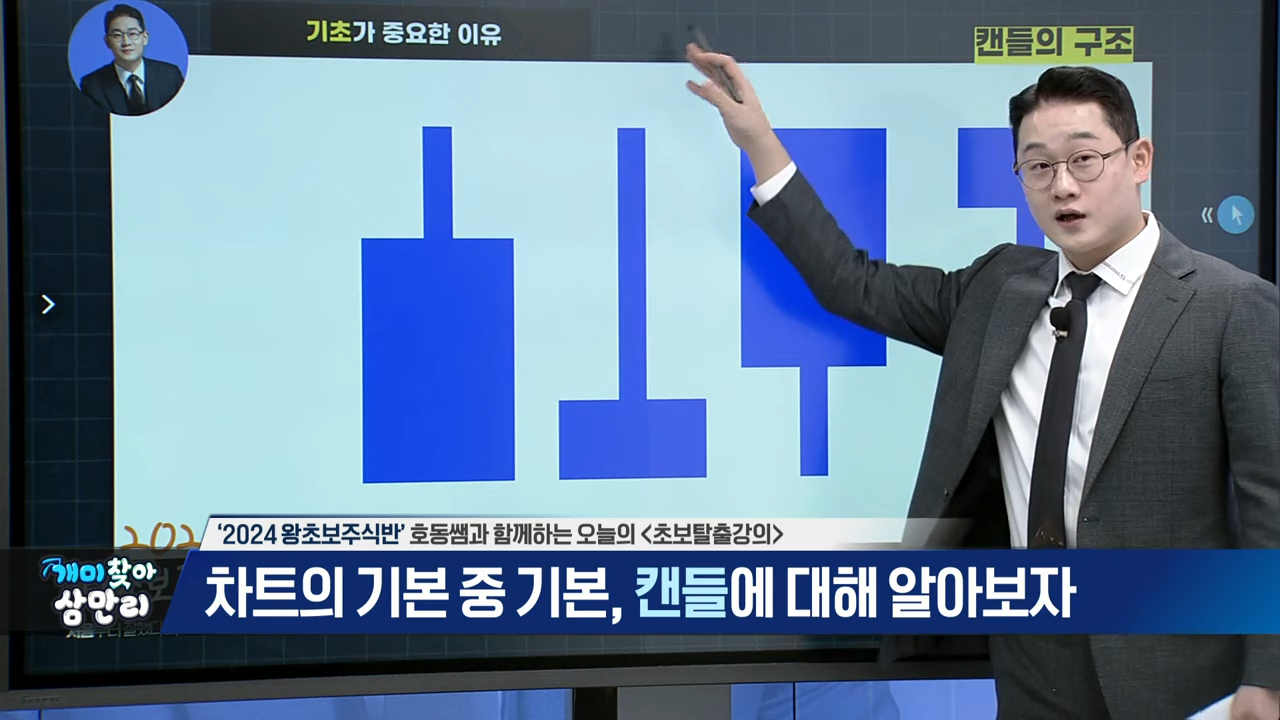 기초가 중요한 이유
캔들의 구조
'2024 왕초보주식반' 호동쌤과 함께하는 오늘의 <초보탈출강의>
개미찾아
삼만리
차트의 기본 중 기본, 캔들에 대해 알아보자